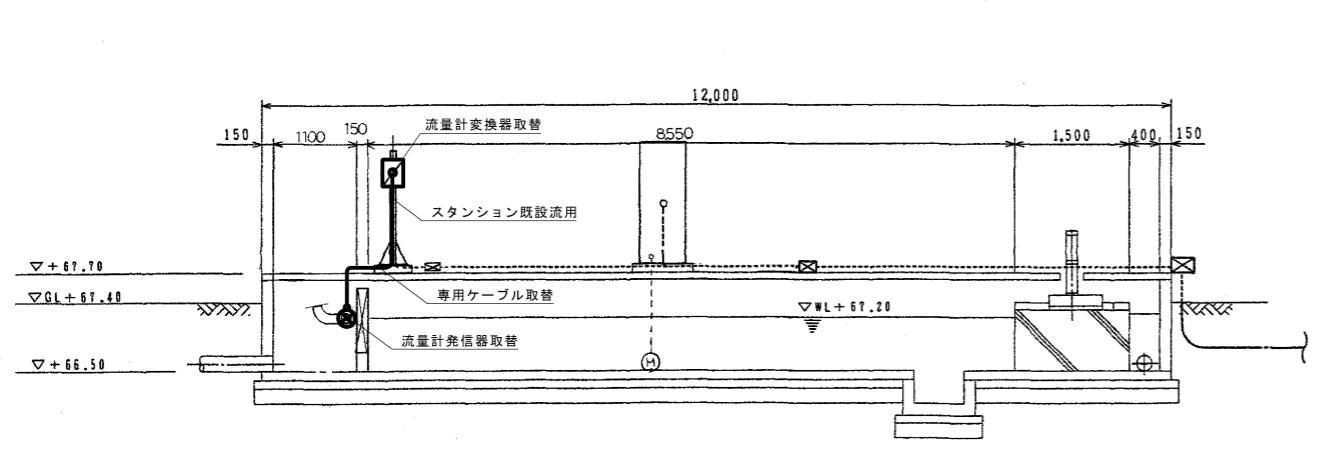 12,000
150
1100
150
流量計変換器取替
8,550
1,500
400
150
スタンション既設流用
▽+67.70
▽GL+67.40
専用ケーブル取替
▽WL+67.20
流量計発信器取替
▽+66.50
M